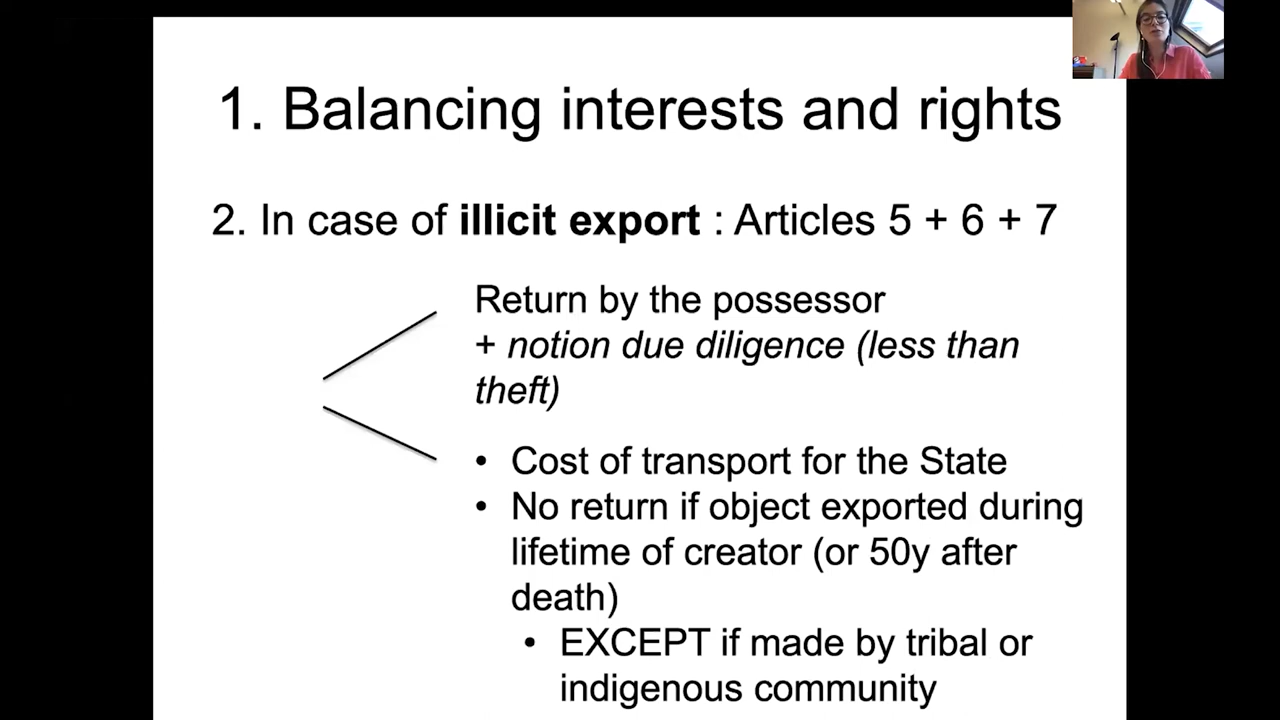 1. Balancing interests and rights
2. In case of illicit export : Articles 5 + 6 + 7
Return by the possessor
+ notion due diligence (less than
theft)
• Cost of transport for the State
• No return if object exported during
lifetime of creator (or 50y after
death)
• EXCEPT if made by tribal or
indigenous community